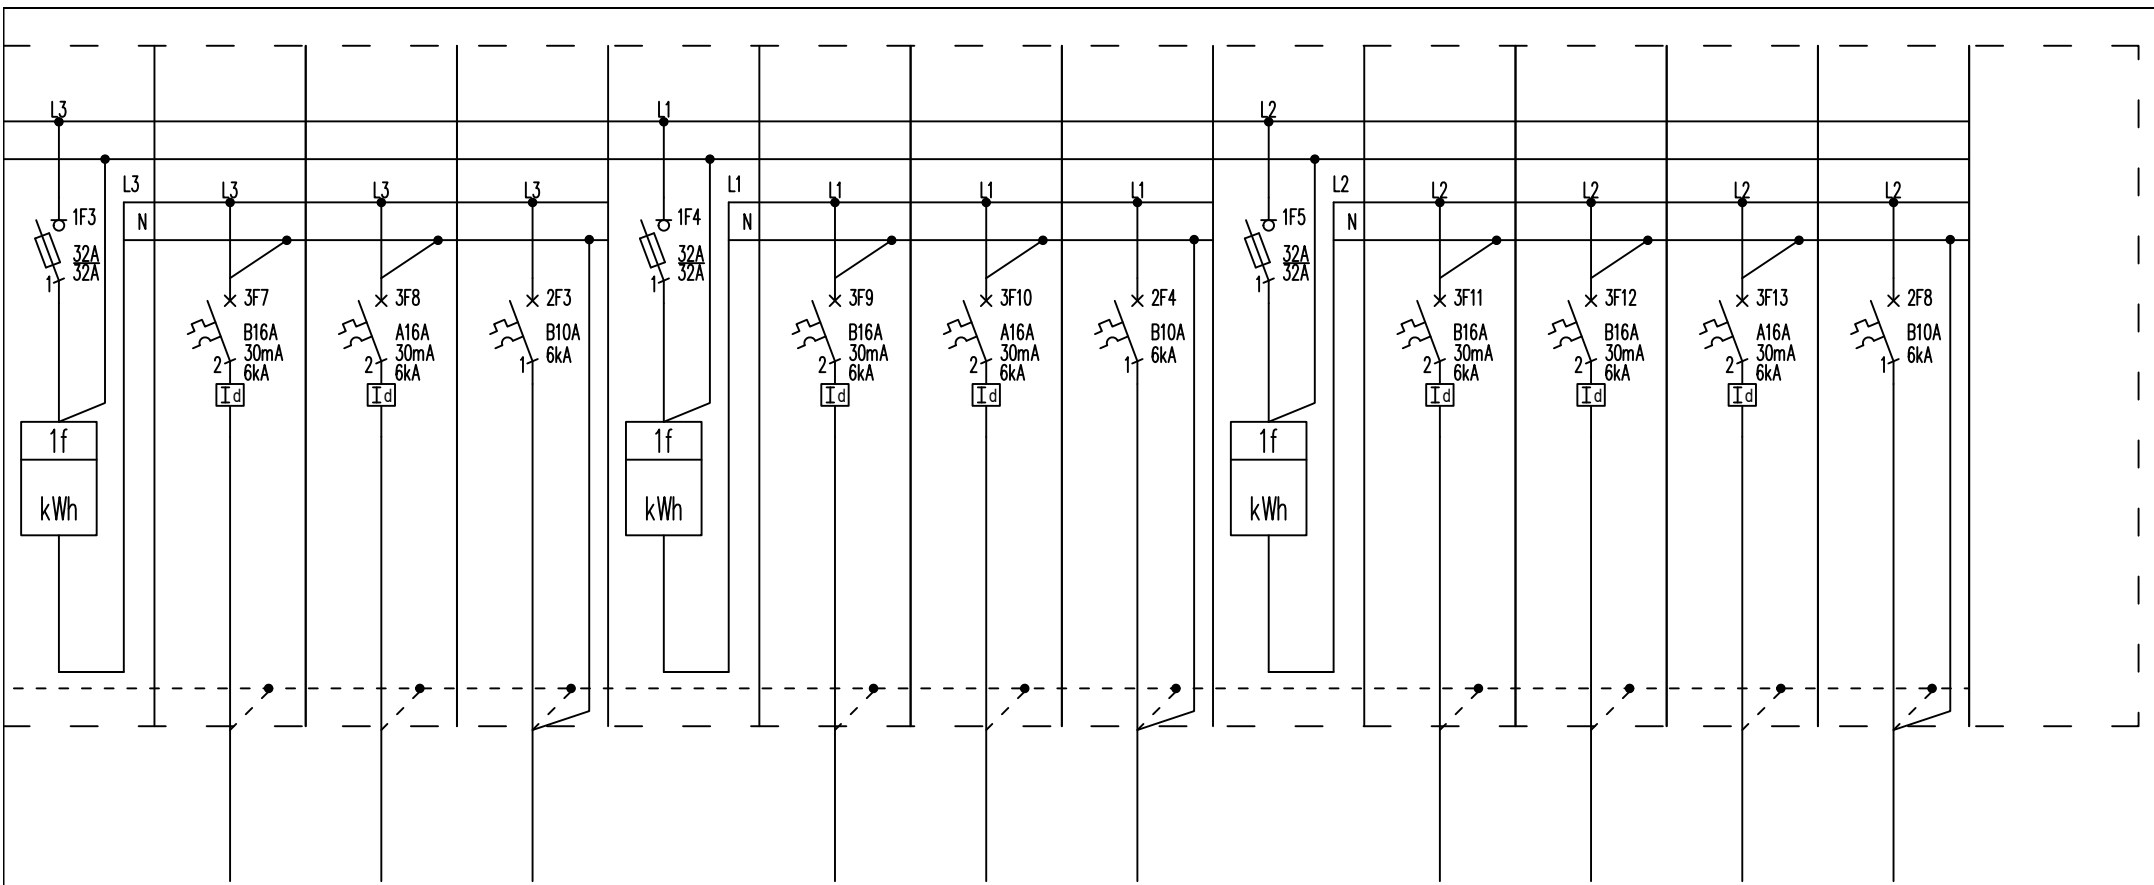 L3
L1
L2
L3
L3
L3
L3
L1
L1
L1
L1
L2
L2
L2
L2
L2
N
N
N
1F3
32A
32A
1
1F4
32A
32A
1
1F5
32A
32A
1
3F7
B16A
30mA
6kA
2
Id
3F8
A16A
30mA
6kA
2
Id
2F3
B10A
6kA
1
3F9
B16A
30mA
6kA
2
Id
3F10
A16A
30mA
6kA
2
Id
2F4
B10A
6kA
1
3F11
B16A
30mA
6kA
2
Id
3F12
B16A
30mA
6kA
2
Id
3F13
A16A
30mA
6kA
2
Id
2F8
B10A
6kA
1
1f
kWh
1f
kWh
1f
kWh